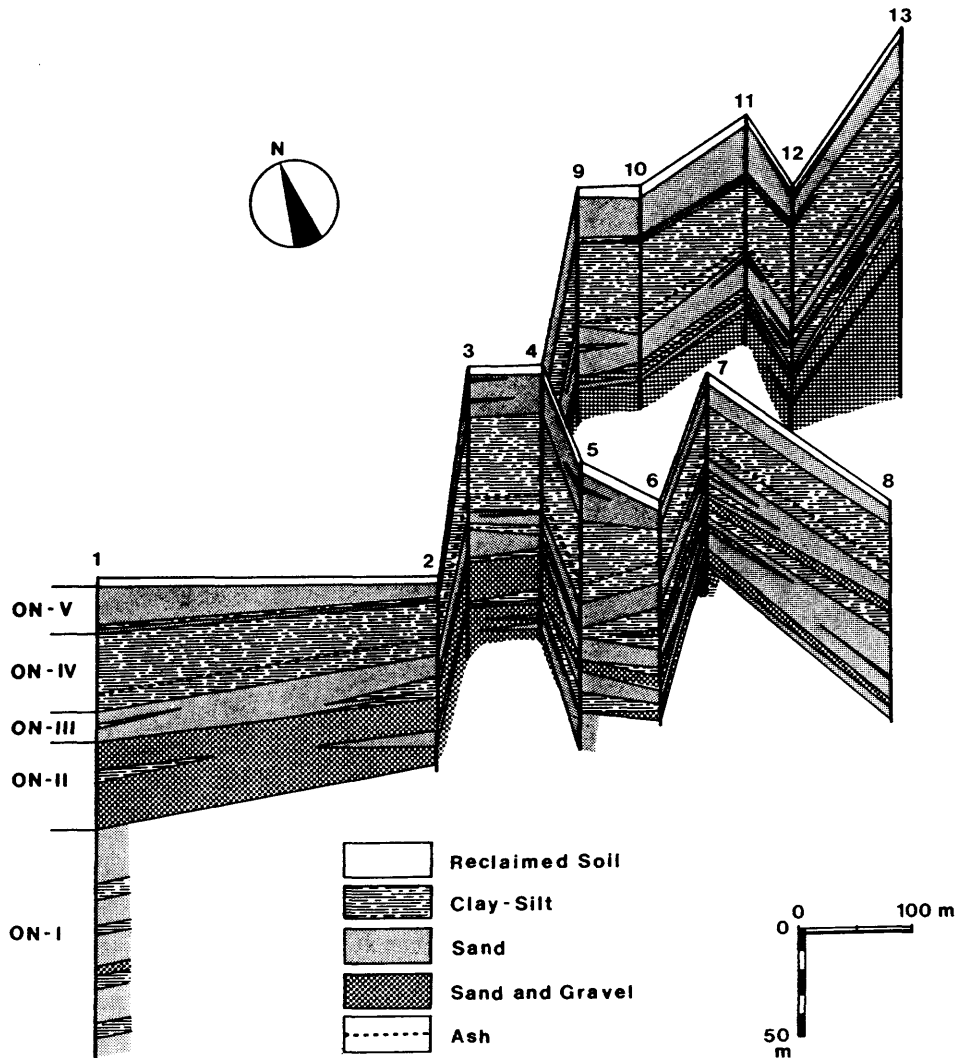 13
11
N
12
9
10
3
4
7
5
6
8
1
2
ON-V
ON-IV
ON-III
ON-II
ON-I
Reclaimed Soil
Clay-Silt
Sand
Sand and Gravel
Ash
0
100 m
0
50
m